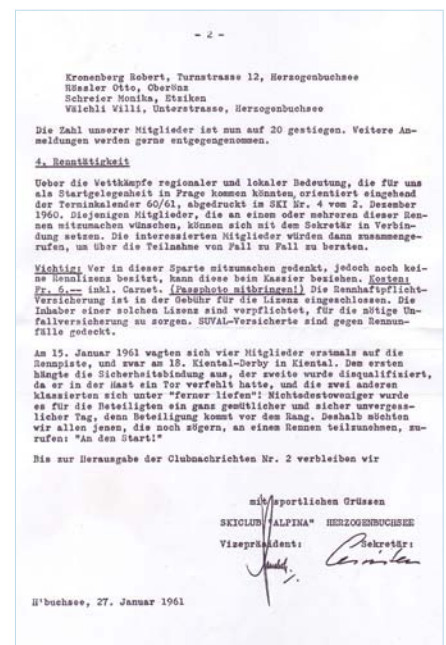 - 2 -
Kronenberg Robert, Turnstrasse 12, Herzogenbuchsee
Rössler Otto, Oberönz
Schreier Monika, Etziken
Wälchli Willi, Unterstrasse, Herzogenbuchsee
Die Zahl unserer Mitglieder ist nun auf 20 gestiegen. Weitere An-
meldungen werden gerne entgegengenommen.
4. Renntätigkeit
Ueber die Wettkämpfe regionaler und lokaler Bedeutung, die für uns
als Startgelegenheit in Frage kommen könnten, orientiert eingehend
der Terminkalender 60/61, abgedruckt im SKI Nr. 4 vom 2. Dezember
1960. Diejenigen Mitglieder, die an einem oder mehreren dieser Ren-
nen mitzumachen wünschen, können sich mit dem Sekretär in Verbin-
dung setzen. Die interessierten Mitglieder würden dann zusammenge-
rufen, um über die Teilnahme von Fall zu Fall zu beraten.
Wichtig: Wer in dieser Sparte mitzumachen gedenkt, jedoch noch kei-
ne Rennlizenz besitzt, kann diese beim Kassier beziehen. Kosten:
Fr. 6.-- inkl. Carnet. (Passphoto mitbringen!) Die Rennhaftpflicht-
Versicherung ist in der Gebühr für die Lizenz eingeschlossen. Die
Inhaber einer solchen Lizenz sind verpflichtet, für die nötige Un-
fallversicherung zu sorgen. SUVAL-Versicherte sind gegen Rennun-
fälle gedeckt.
Am 15. Januar 1961 wagten sich vier Mitglieder erstmals auf die
Rennpiste, und zwar am 18. Kiental-Derby in Kiental. Dem ersten
hängte die Sicherheitsbindung aus, der zweite wurde disqualifiziert,
da er in der Hast ein Tor verfehlt hatte, und die zwei anderen
klassierten sich unter "ferner liefen"! Nichtsdestoweniger wurde
es für die Beteiligten ein ganz gemütlicher und sicher unvergess-
licher Tag, denn Beteiligung kommt vor dem Rang. Deshalb möchten
wir allen jenen, die noch zögern, an einem Rennen teilzunehmen, zu-
rufen: "An den Start!"
Bis zur Herausgabe der Clubnachrichten Nr. 2 verbleiben wir
mit sportlichen Grüssen
SKICLUB "ALPINA" HERZOGENBUCHSEE
Vizepräsident: Sekretär:
H'buchsee, 27. Januar 1961